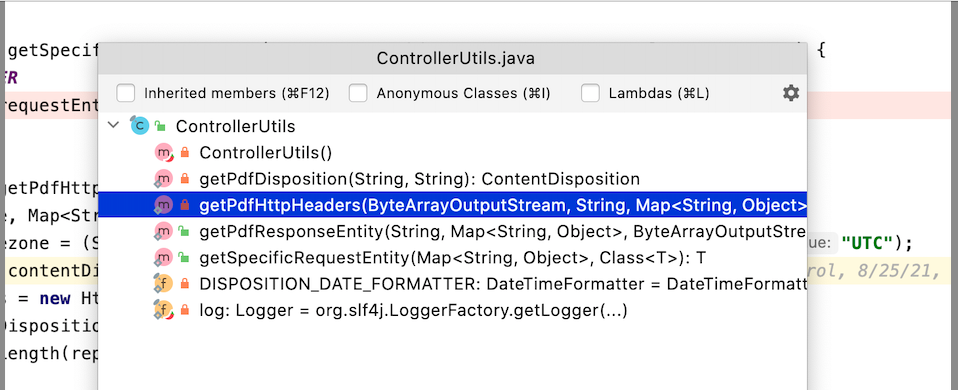 getSpecif
{
ControllerUtils.java
FR
Inherited members (⌘F12)
Anonymous Classes (⌘I)
Lambdas (⌘L)
requestEnt
ControllerUtils
ControllerUtils()
getPdfDisposition(String, String): ContentDisposition
getPdfHttp
getPdfHttpHeaders(ByteArrayOutputStream, String, Map<String, Object>
e, Map<Str
getPdfResponseEntity(String, Map<String, Object>, ByteArrayOutputStre
ezone = (S
ue: "UTC");
getSpecificRequestEntity(Map<String, Object>, Class<T>): T
contentDi
rol, 8/25/21,
DISPOSITION_DATE_FORMATTER: DateTimeFormatter = DateTimeFormatt
s = new Ht
log: Logger = org.slf4j.LoggerFactory.getLogger(...)
Disposition
Length(rep